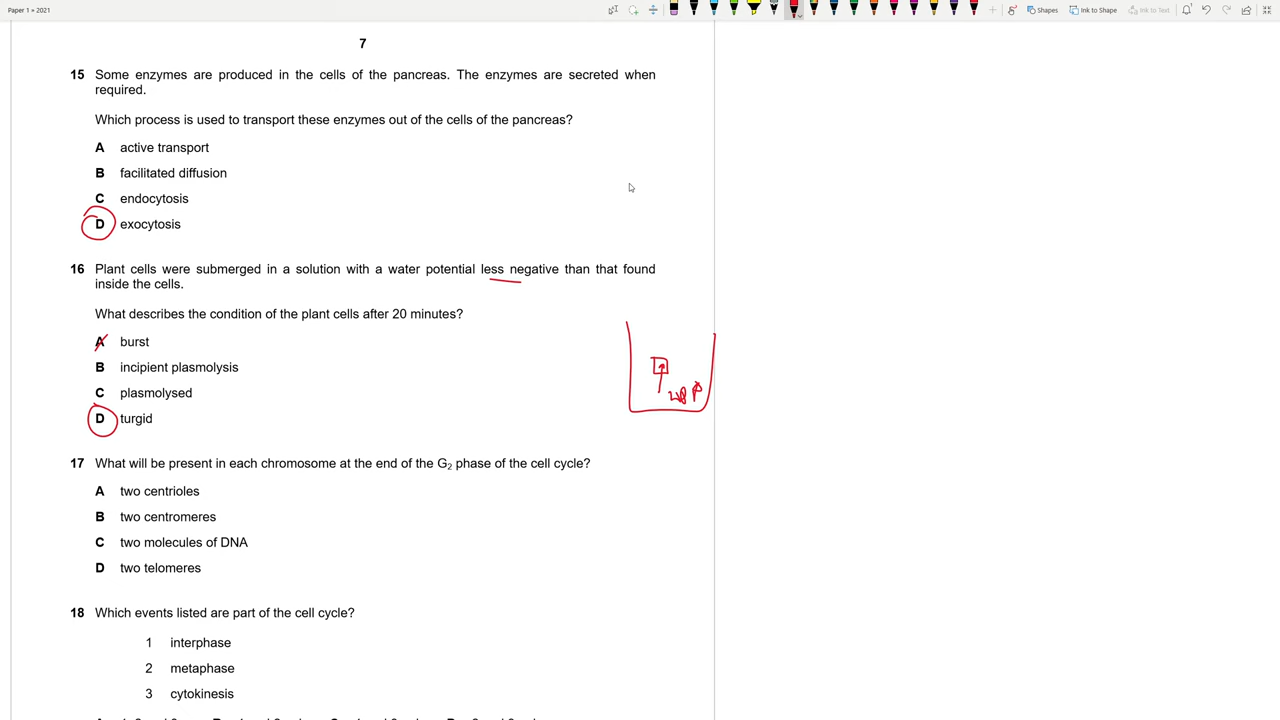 Paper 1 + 2021
Shapes
Ink to Shape
Ink to Text
7
15 Some enzymes are produced in the cells of the pancreas. The enzymes are secreted when
required.
Which process is used to transport these enzymes out of the cells of the pancreas?
A active transport
B facilitated diffusion
C endocytosis
D exocytosis
16 Plant cells were submerged in a solution with a water potential less negative than that found
inside the cells.
What describes the condition of the plant cells after 20 minutes?
A burst
B incipient plasmolysis
C plasmolysed
D turgid
17 What will be present in each chromosome at the end of the G₂ phase of the cell cycle?
A two centrioles
B two centromeres
C two molecules of DNA
D two telomeres
18 Which events listed are part of the cell cycle?
1 interphase
2 metaphase
3 cytokinesis